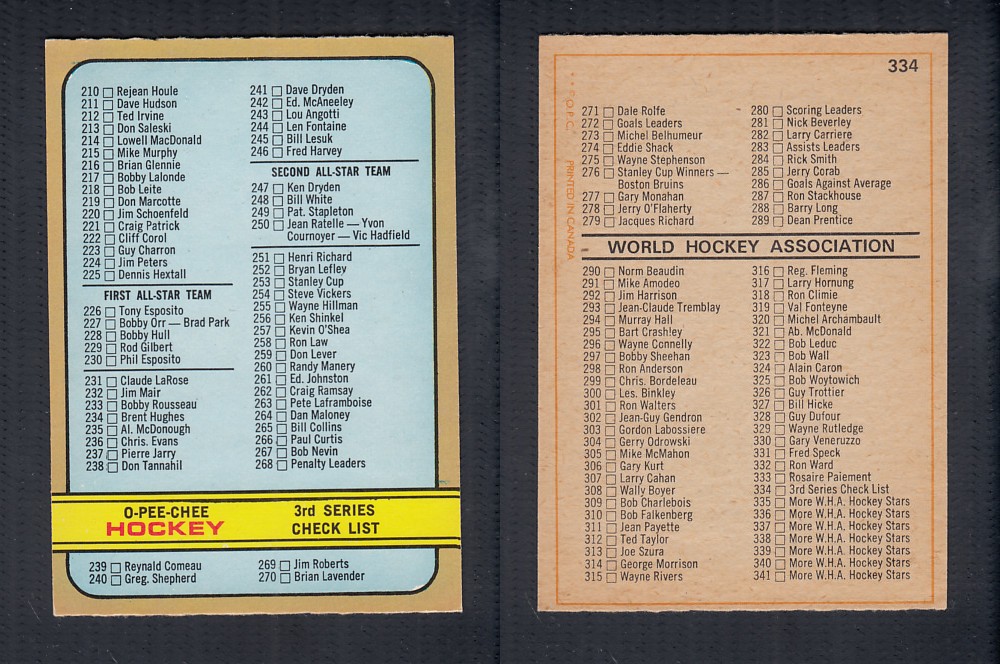 210 Rejean Houle
211 Dave Hudson
212 Ted Irvine
213 Don Saleski
214 Lowell MacDonald
215 Mike Murphy
216 Brian Glennie
217 Bobby Lalonde
218 Bob Leite
219 Don Marcotte
220 Jim Schoenfeld
221 Craig Patrick
222 Cliff Corol
223 Guy Charron
224 Jim Peters
225 Dennis Hextall
FIRST ALL-STAR TEAM
226 Tony Esposito
227 Bobby Orr — Brad Park
228 Bobby Hull
229 Rod Gilbert
230 Phil Esposito
231 Claude LaRose
232 Jim Mair
233 Bobby Rousseau
234 Brent Hughes
235 Al. McDonough
236 Chris. Evans
237 Pierre Jarry
238 Don Tannahil
241 Dave Dryden
242 Ed. McAneeley
243 Lou Angotti
244 Len Fontaine
245 Bill Lesuk
246 Fred Harvey
SECOND ALL-STAR TEAM
247 Ken Dryden
248 Bill White
249 Pat. Stapleton
250 Jean Ratelle — Yvon
Cournoyer — Vic Hadfield
251 Henri Richard
252 Bryan Lefley
253 Stanley Cup
254 Steve Vickers
255 Wayne Hillman
256 Ken Shinkel
257 Kevin O'Shea
258 Ron Law
259 Don Lever
260 Randy Manery
261 Ed. Johnston
262 Craig Ramsay
263 Pete Laframboise
264 Dan Maloney
265 Bill Collins
266 Paul Curtis
267 Bob Nevin
268 Penalty Leaders
O-PEE-CHEE
HOCKEY
3rd SERIES
CHECK LIST
239 Reynald Comeau
240 Greg. Shepherd
269 Jim Roberts
270 Brian Lavender
334
** O.P.C. PRINTED IN CANADA
271 Dale Rolfe
272 Goals Leaders
273 Michel Belhumeur
274 Eddie Shack
275 Wayne Stephenson
276 Stanley Cup Winners —
Boston Bruins
277 Gary Monahan
278 Jerry O'Flaherty
279 Jacques Richard
280 Scoring Leaders
281 Nick Beverley
282 Larry Carriere
283 Assists Leaders
284 Rick Smith
285 Jerry Corab
286 Goals Against Average
287 Ron Stackhouse
288 Barry Long
289 Dean Prentice
WORLD HOCKEY ASSOCIATION
290 Norm Beaudin
291 Mike Amodeo
292 Jim Harrison
293 Jean-Claude Tremblay
294 Murray Hall
295 Bart Crashley
296 Wayne Connelly
297 Bobby Sheehan
298 Ron Anderson
299 Chris. Bordeleau
300 Les. Binkley
301 Ron Walters
302 Jean-Guy Gendron
303 Gordon Labossiere
304 Gerry Odrowski
305 Mike McMahon
306 Gary Kurt
307 Larry Cahan
308 Wally Boyer
309 Bob Charlebois
310 Bob Falkenberg
311 Jean Payette
312 Ted Taylor
313 Joe Szura
314 George Morrison
315 Wayne Rivers
316 Reg. Fleming
317 Larry Hornung
318 Ron Climie
319 Val Fonteyne
320 Michel Archambault
321 Ab. McDonald
322 Bob Leduc
323 Bob Wall
324 Alain Caron
325 Bob Woytowich
326 Guy Trottier
327 Bill Hicke
328 Guy Dufour
329 Wayne Rutledge
330 Gary Veneruzzo
331 Fred Speck
332 Ron Ward
333 Rosaire Paiement
334 3rd Series Check List
335 More W.H.A. Hockey Stars
336 More W.H.A. Hockey Stars
337 More W.H.A. Hockey Stars
338 More W.H.A. Hockey Stars
339 More W.H.A. Hockey Stars
340 More W.H.A. Hockey Stars
341 More W.H.A. Hockey Stars